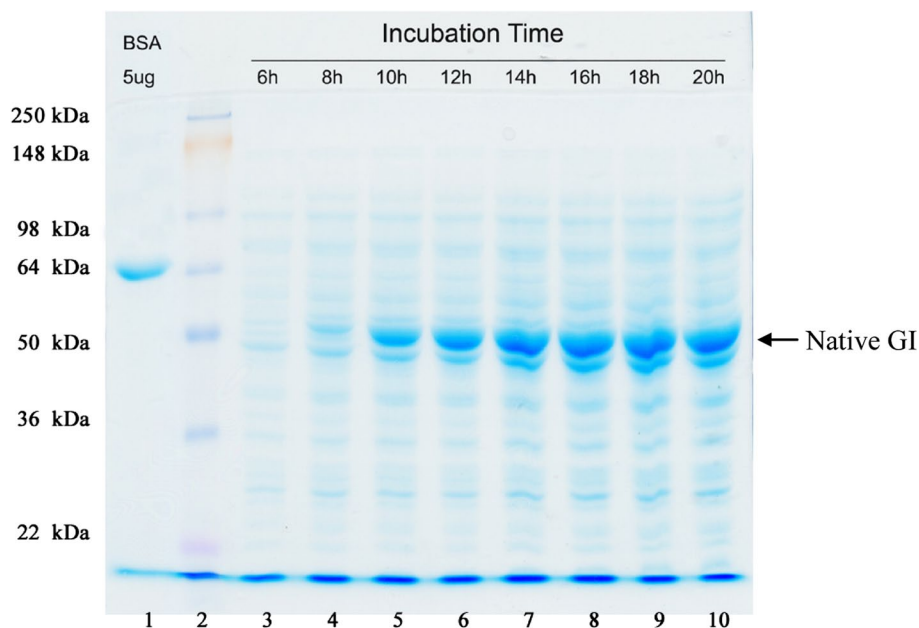 BSA
5ug
Incubation Time
6h 8h 10h 12h 14h 16h 18h 20h
250 kDa
148 kDa
98 kDa
64 kDa
50 kDa
36 kDa
22 kDa
Native GI
1 2 3 4 5 6 7 8 9 10